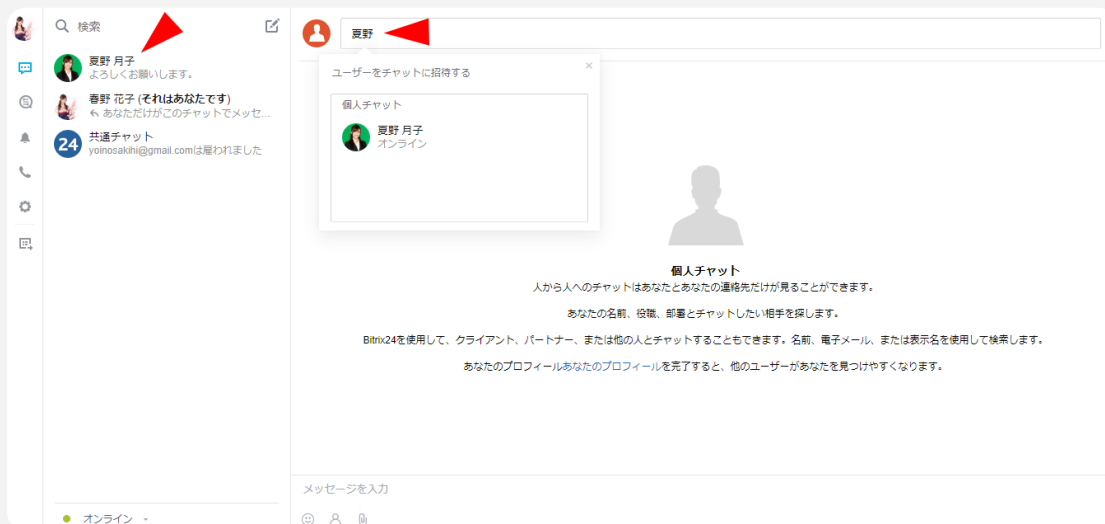 検索
夏野 月子
よろしくお願いします。
春野 花子 (それはあなたです)
あなただけがこのチャットでメッセ...
24
共通チャット
yoinosakihi@gmail.comは雇われました
オンライン
夏野
ユーザーをチャットに招待する
個人チャット
夏野 月子
オンライン
個人チャット
人から人へのチャットはあなたとあなたの連絡先だけが見ることができます。
あなたの名前、役職、部署とチャットしたい相手を探します。
Bitrix24を使用して、クライアント、パートナー、または他の人とチャットすることもできます。名前、電子メール、または表示名を使用して検索します。
あなたのプロフィールあなたのプロフィールを完了すると、他のユーザーがあなたを見つけやすくなります。
メッセージを入力